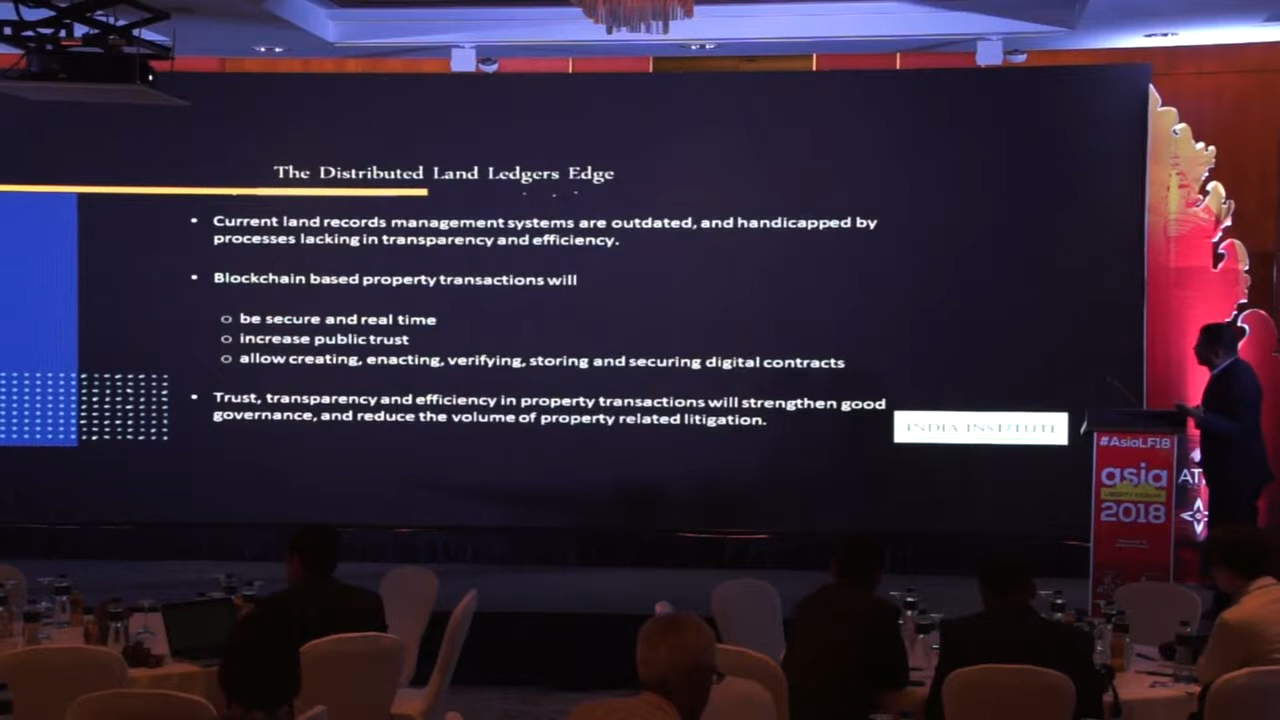 The Distributed Land Ledgers Edge
• Current land records management systems are outdated, and handicapped by
processes lacking in transparency and efficiency.
• Blockchain based property transactions will
o be secure and real time
o increase public trust
o allow creating, enacting, verifying, storing and securing digital contracts
• Trust, transparency and efficiency in property transactions will strengthen good
governance, and reduce the volume of property related litigation.
INDIA INSTITUTE
#AsiaLF18
asia
LIBERTY FORUM
2018
AT